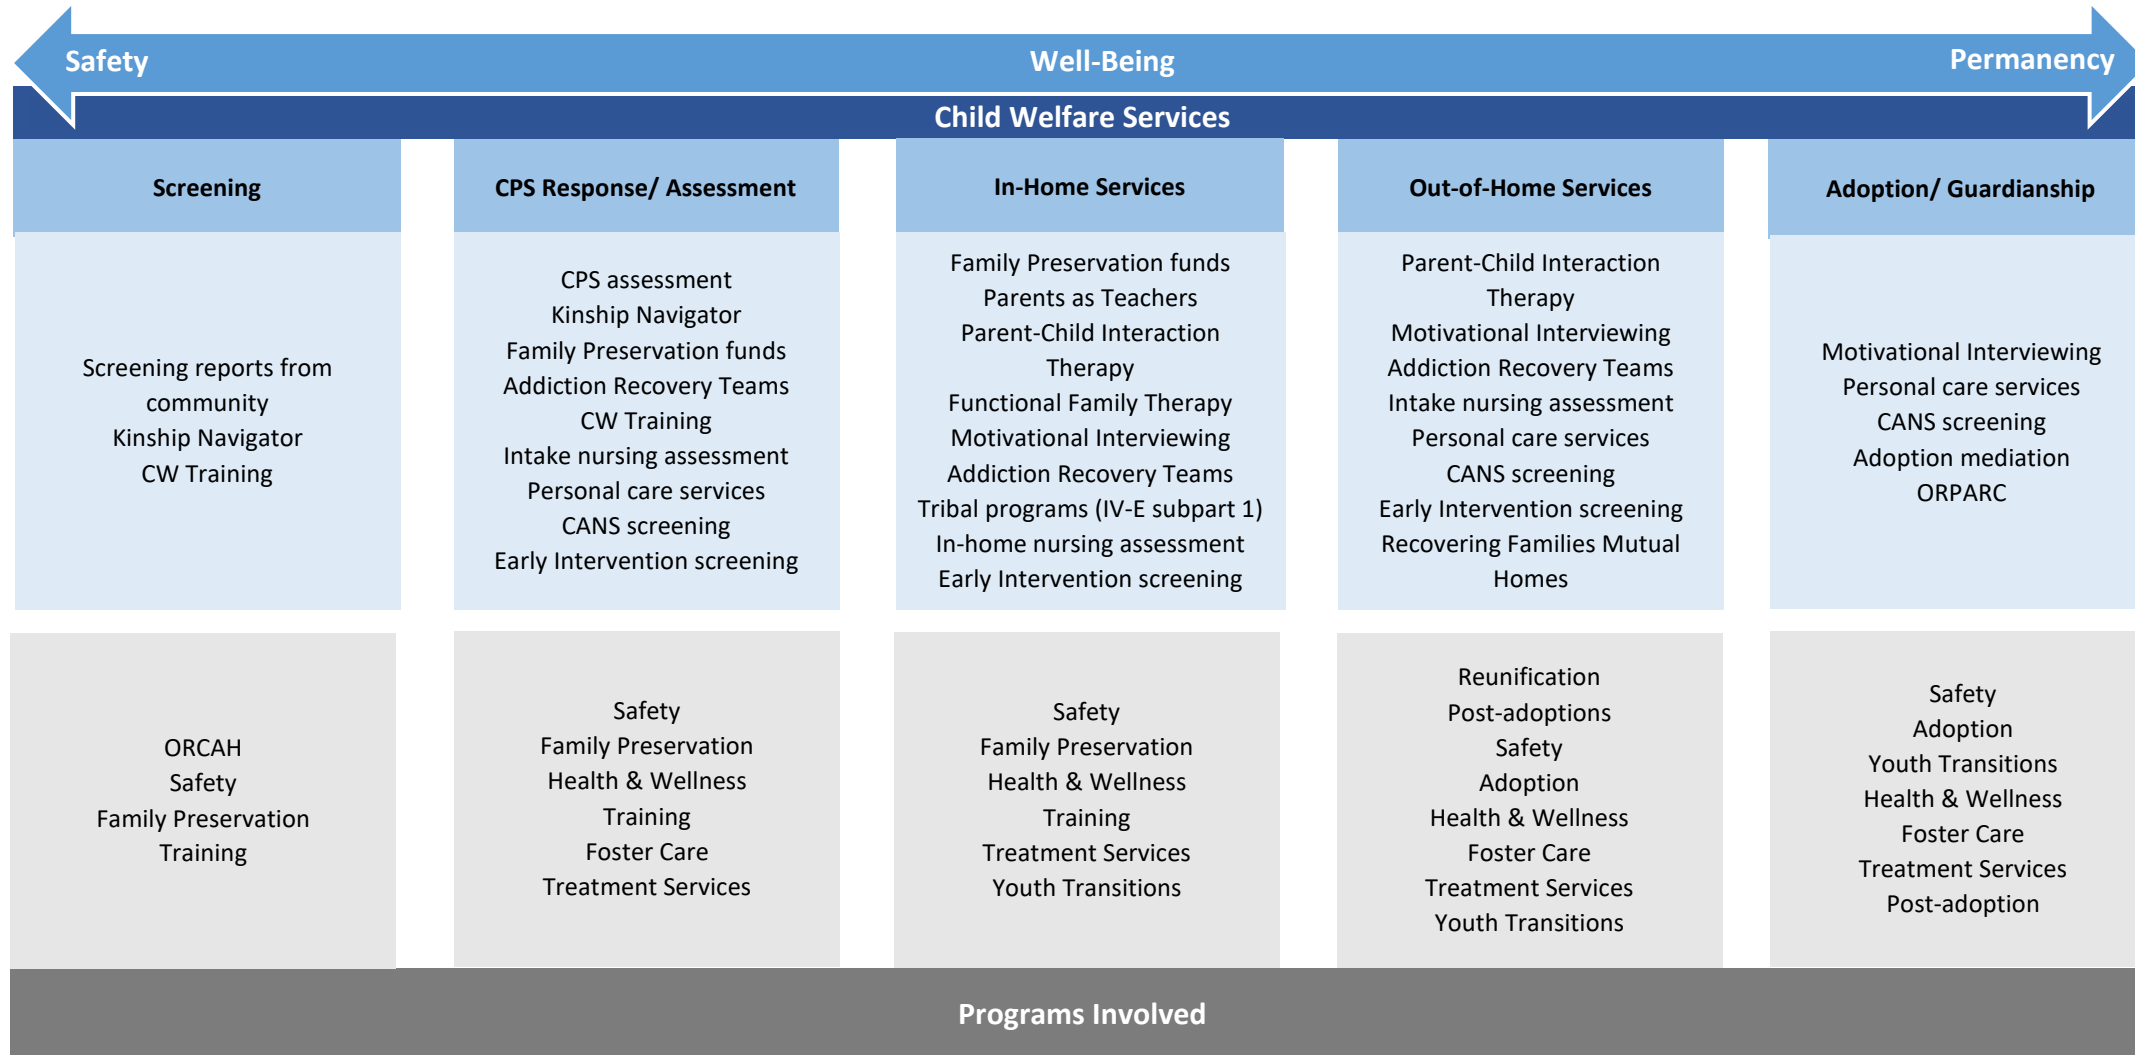 Safety
Well-Being
Permanency
Child Welfare Services
Screening
CPS Response/ Assessment
In-Home Services
Out-of-Home Services
Adoption/ Guardianship
Screening reports from
community
Kinship Navigator
CW Training
CPS assessment
Kinship Navigator
Family Preservation funds
Addiction Recovery Teams
CW Training
Intake nursing assessment
Personal care services
CANS screening
Early Intervention screening
Family Preservation funds
Parents as Teachers
Parent-Child Interaction
Therapy
Functional Family Therapy
Motivational Interviewing
Addiction Recovery Teams
Tribal programs (IV-E subpart 1)
In-home nursing assessment
Early Intervention screening
Parent-Child Interaction
Therapy
Motivational Interviewing
Addiction Recovery Teams
Intake nursing assessment
Personal care services
CANS screening
Early Intervention screening
Recovering Families Mutual
Homes
Motivational Interviewing
Personal care services
CANS screening
Adoption mediation
ORPARC
ORCAH
Safety
Family Preservation
Training
Safety
Family Preservation
Health & Wellness
Training
Foster Care
Treatment Services
Safety
Family Preservation
Health & Wellness
Training
Treatment Services
Youth Transitions
Reunification
Post-adoptions
Safety
Adoption
Health & Wellness
Foster Care
Treatment Services
Youth Transitions
Safety
Adoption
Youth Transitions
Health & Wellness
Foster Care
Treatment Services
Post-adoption
Programs Involved